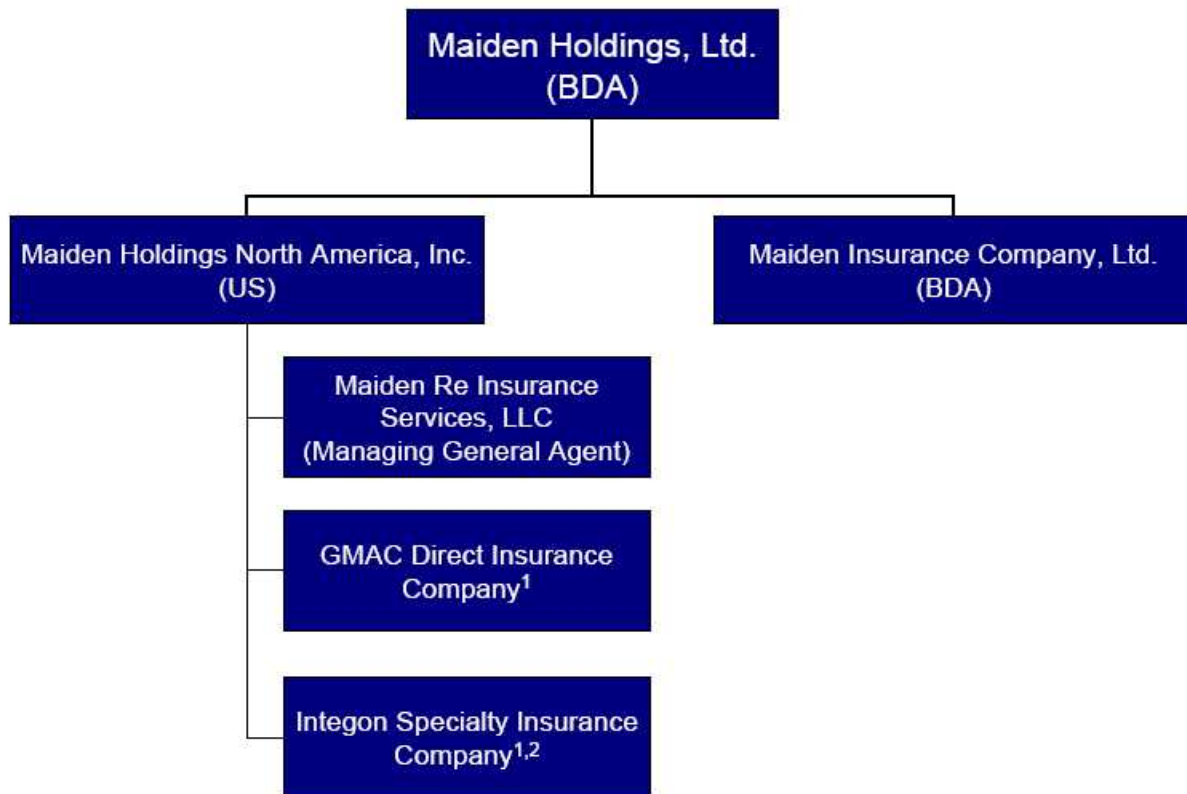 Maiden Holdings, Ltd.
(BDA)
Maiden Holdings North America, Inc.
(US)
Maiden Insurance Company, Ltd.
(BDA)
Maiden Re Insurance
Services, LLC
(Managing General Agent)
GMAC Direct Insurance
Company¹
Integon Specialty Insurance
Company¹,²